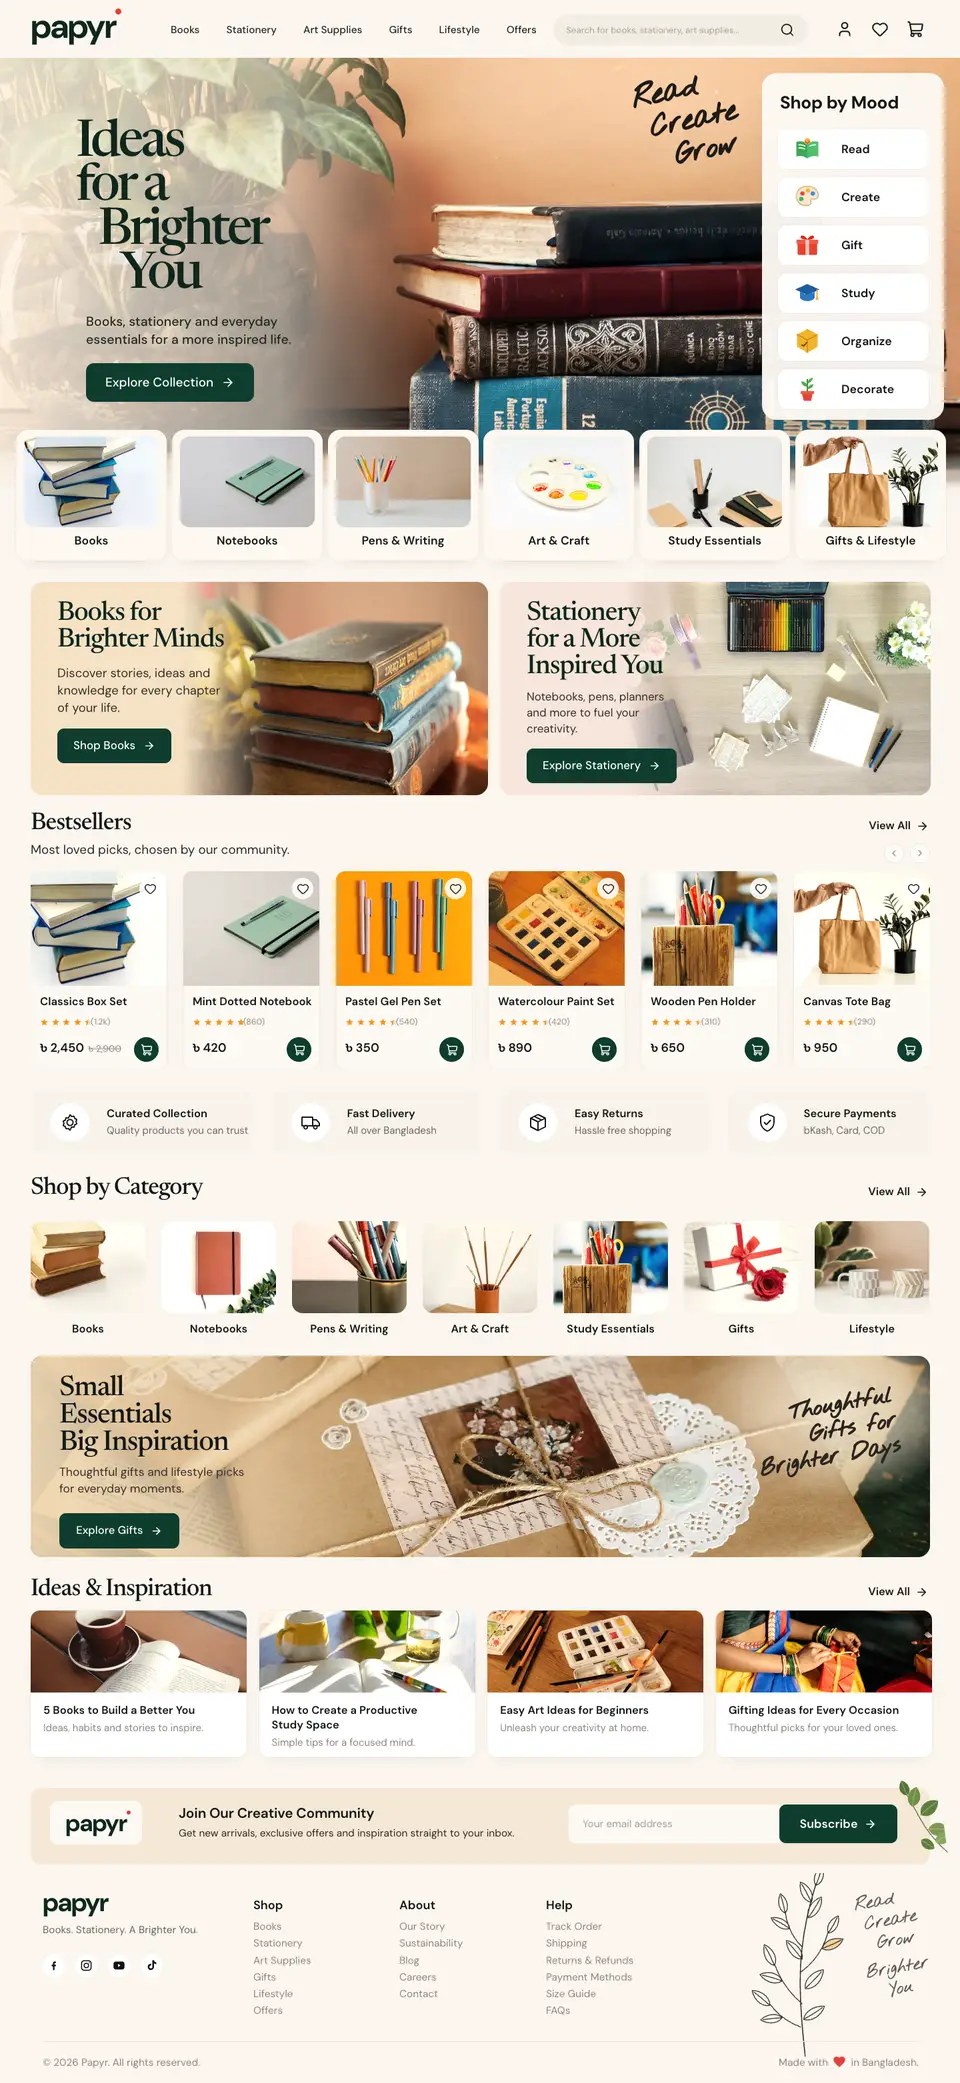 papyr
Books
Stationery
Art Supplies
Gifts
Lifestyle
Offers
Search for books, stationery, art supplies...
Ideas
for a
Brighter
You
Books, stationery and everyday
essentials for a more inspired life.
Explore Collection →
Read
Create
Grow
Shop by Mood
Read
Create
Gift
Study
Organize
Decorate
Books
Notebooks
Pens & Writing
Art & Craft
Study Essentials
Gifts & Lifestyle
Books for
Brighter Minds
Discover stories, ideas and
knowledge for every chapter
of your life.
Shop Books →
Stationery
for a More
Inspired You
Notebooks, pens, planners
and more to fuel your
creativity.
Explore Stationery →
Bestsellers
View All →
Most loved picks, chosen by our community.
Classics Box Set
(1.2k)
৳ 2,450 ৳ 2,900
Mint Dotted Notebook
(860)
৳ 420
Pastel Gel Pen Set
(540)
৳ 350
Watercolour Paint Set
(420)
৳ 890
Wooden Pen Holder
(310)
৳ 650
Canvas Tote Bag
(290)
৳ 950
Curated Collection
Quality products you can trust
Fast Delivery
All over Bangladesh
Easy Returns
Hassle free shopping
Secure Payments
bKash, Card, COD
Shop by Category
View All →
Books
Notebooks
Pens & Writing
Art & Craft
Study Essentials
Gifts
Lifestyle
Small
Essentials
Big Inspiration
Thoughtful gifts and lifestyle picks
for everyday moments.
Explore Gifts →
Thoughtful
Gifts for
Brighter Days
Ideas & Inspiration
View All →
5 Books to Build a Better You
Ideas, habits and stories to inspire.
How to Create a Productive
Study Space
Simple tips for a focused mind.
Easy Art Ideas for Beginners
Unleash your creativity at home.
Gifting Ideas for Every Occasion
Thoughtful picks for your loved ones.
papyr
Join Our Creative Community
Get new arrivals, exclusive offers and inspiration straight to your inbox.
Your email address
Subscribe →
papyr
Books. Stationery. A Brighter You.
Shop
Books
Stationery
Art Supplies
Gifts
Lifestyle
Offers
About
Our Story
Sustainability
Blog
Careers
Contact
Help
Track Order
Shipping
Returns & Refunds
Payment Methods
Size Guide
FAQs
Read
Create
Grow
Brighter
You
© 2026 Papyr. All rights reserved.
Made with ❤ in Bangladesh.